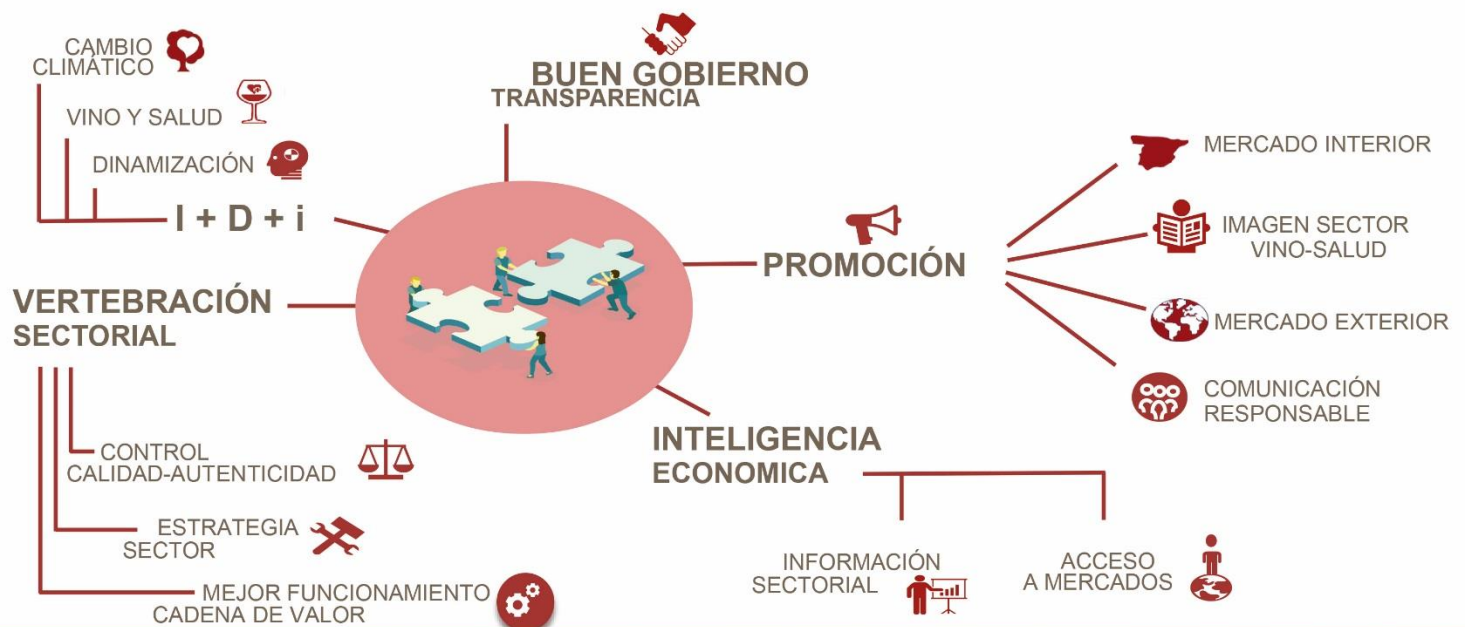 CAMBIO
CLIMÁTICO
VINO Y SALUD
DINAMIZACIÓN
I + D + i
BUEN GOBIERNO
TRANSPARENCIA
PROMOCIÓN
MERCADO INTERIOR
IMAGEN SECTOR
VINO-SALUD
MERCADO EXTERIOR
COMUNICACIÓN
RESPONSABLE
VERTEBRACIÓN
SECTORIAL
CONTROL
CALIDAD-AUTENTICIDAD
ESTRATEGIA
SECTOR
MEJOR FUNCIONAMIENTO
CADENA DE VALOR
INTELIGENCIA
ECONOMICA
INFORMACIÓN
SECTORIAL
ACCESO
A MERCADOS